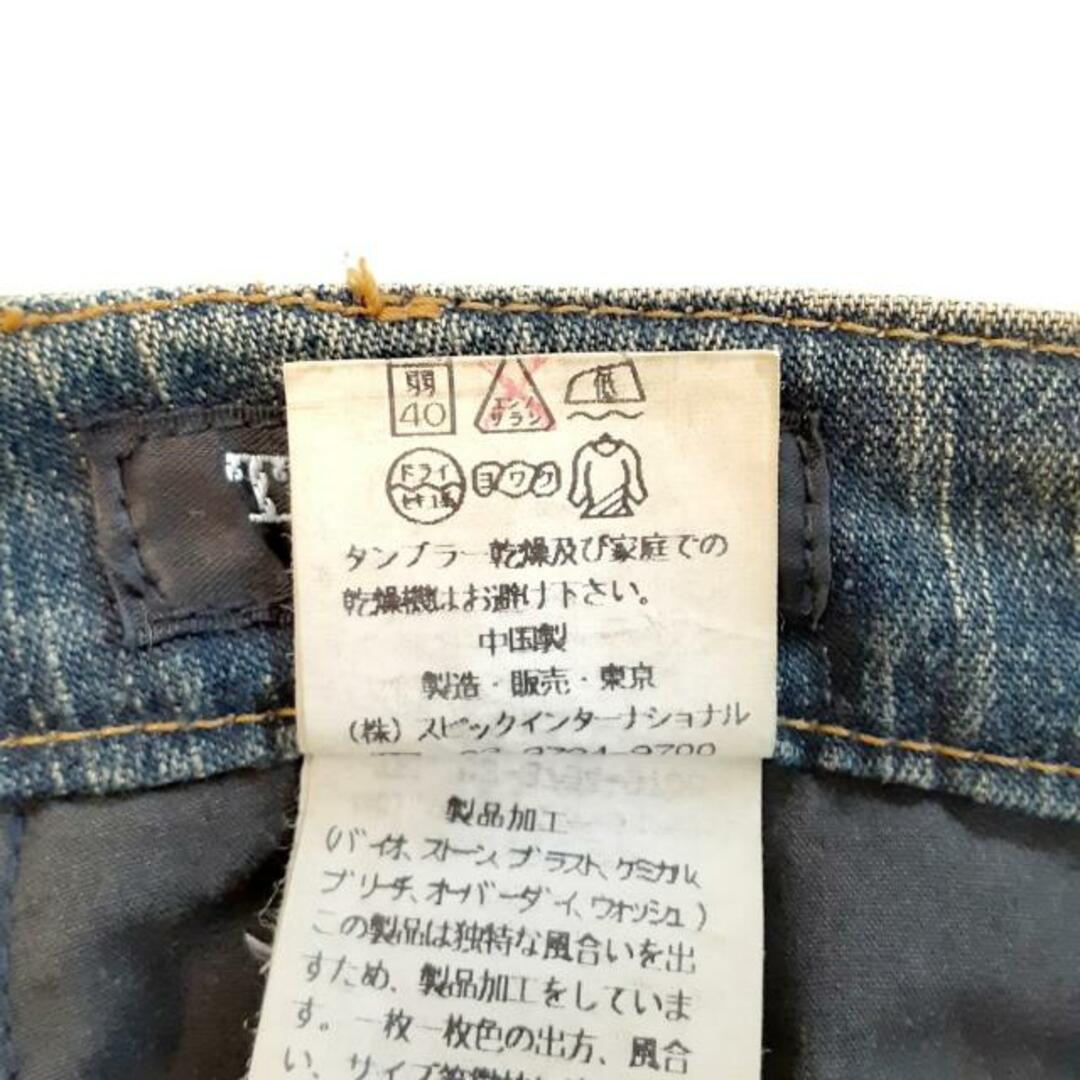 弱 低
40 エンソ
サラシ
ドライ ヨワク
セキユ系
タンブラー乾燥及び家庭での
乾燥機はお避け下さい。
中国製
製造・販売・東京
(株)スピックインターナショナル
製品加工
(バイオ、ストーン、ブラスト、ケミカル、
ブリーチ、オーバーダイ、ウォッシュ)
この製品は独特な風合いを出
すため、製品加工をしていま
す。一枚一枚色の出方、風合
い、サイズ等